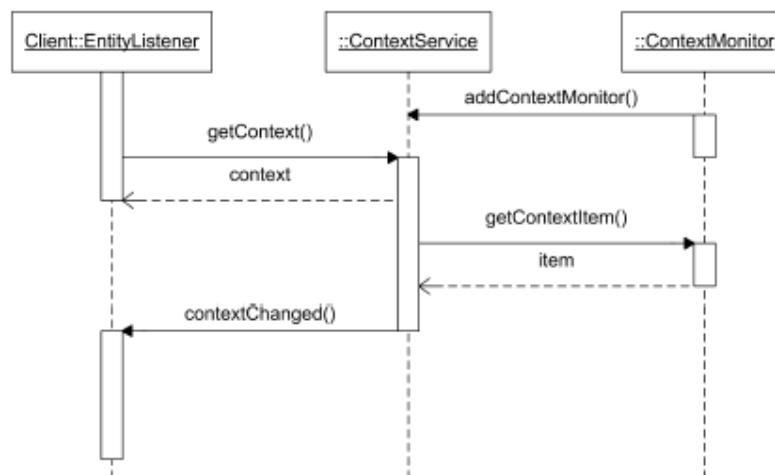 Client::EntityListener
::ContextService
::ContextMonitor
addContextMonitor()
getContext()
context
getContextItem()
item
contextChanged()